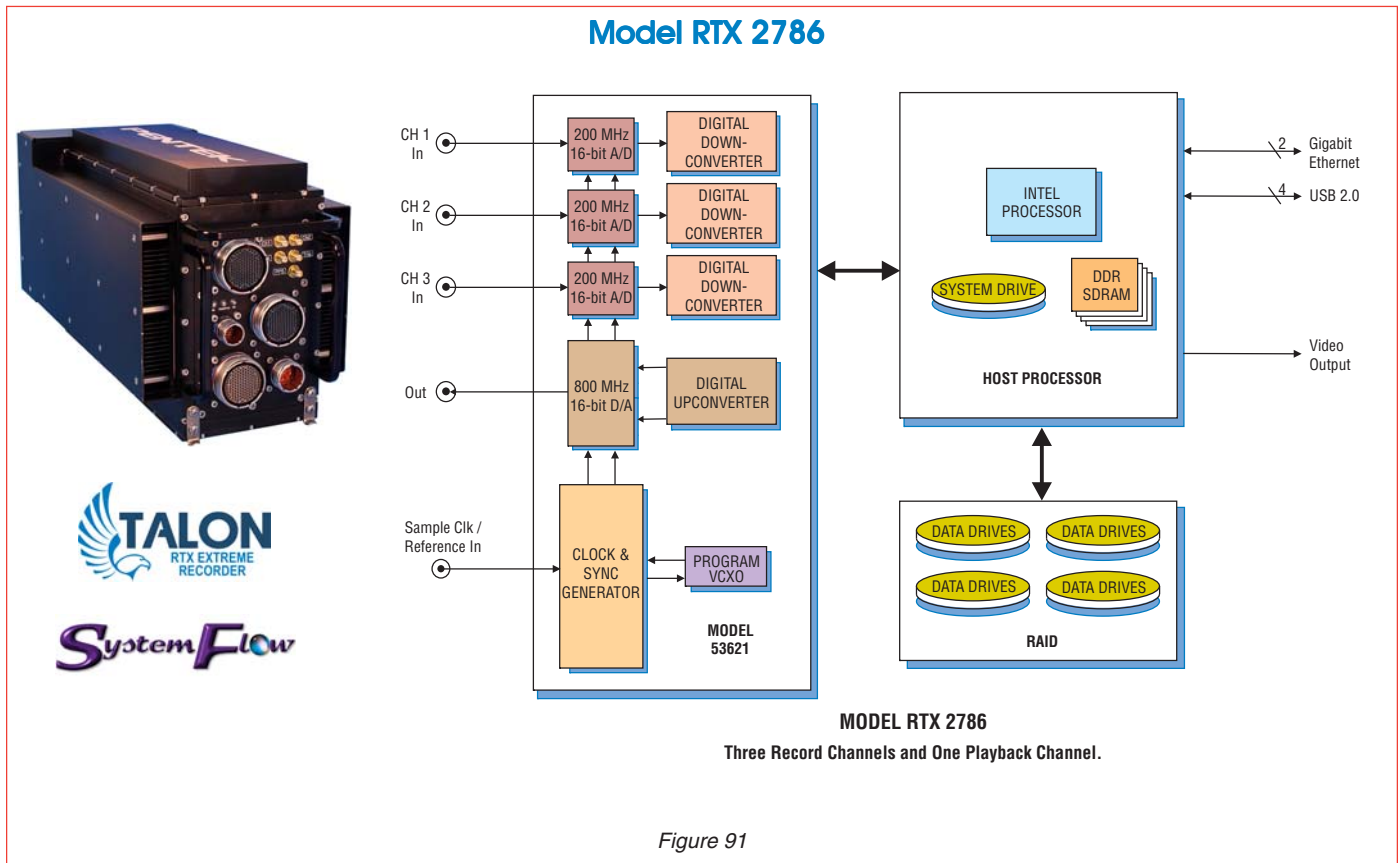 Model RTX 2786
PENTEK
TALON
RTX EXTREME
RECORDER
SystemFlow
CH 1
In
CH 2
In
CH 3
In
Out
Sample Clk /
Reference In
200 MHz
16-bit A/D
DIGITAL
DOWN-
CONVERTER
200 MHz
16-bit A/D
DIGITAL
DOWN-
CONVERTER
200 MHz
16-bit A/D
DIGITAL
DOWN-
CONVERTER
800 MHz
16-bit D/A
DIGITAL
UPCONVERTER
CLOCK &
SYNC
GENERATOR
PROGRAM
VCXO
MODEL
53621
INTEL
PROCESSOR
SYSTEM DRIVE
DDR
SDRAM
HOST PROCESSOR
2
Gigabit
Ethernet
4
USB 2.0
Video
Output
DATA DRIVES
DATA DRIVES
DATA DRIVES
DATA DRIVES
RAID
MODEL RTX 2786
Three Record Channels and One Playback Channel.
Figure 91